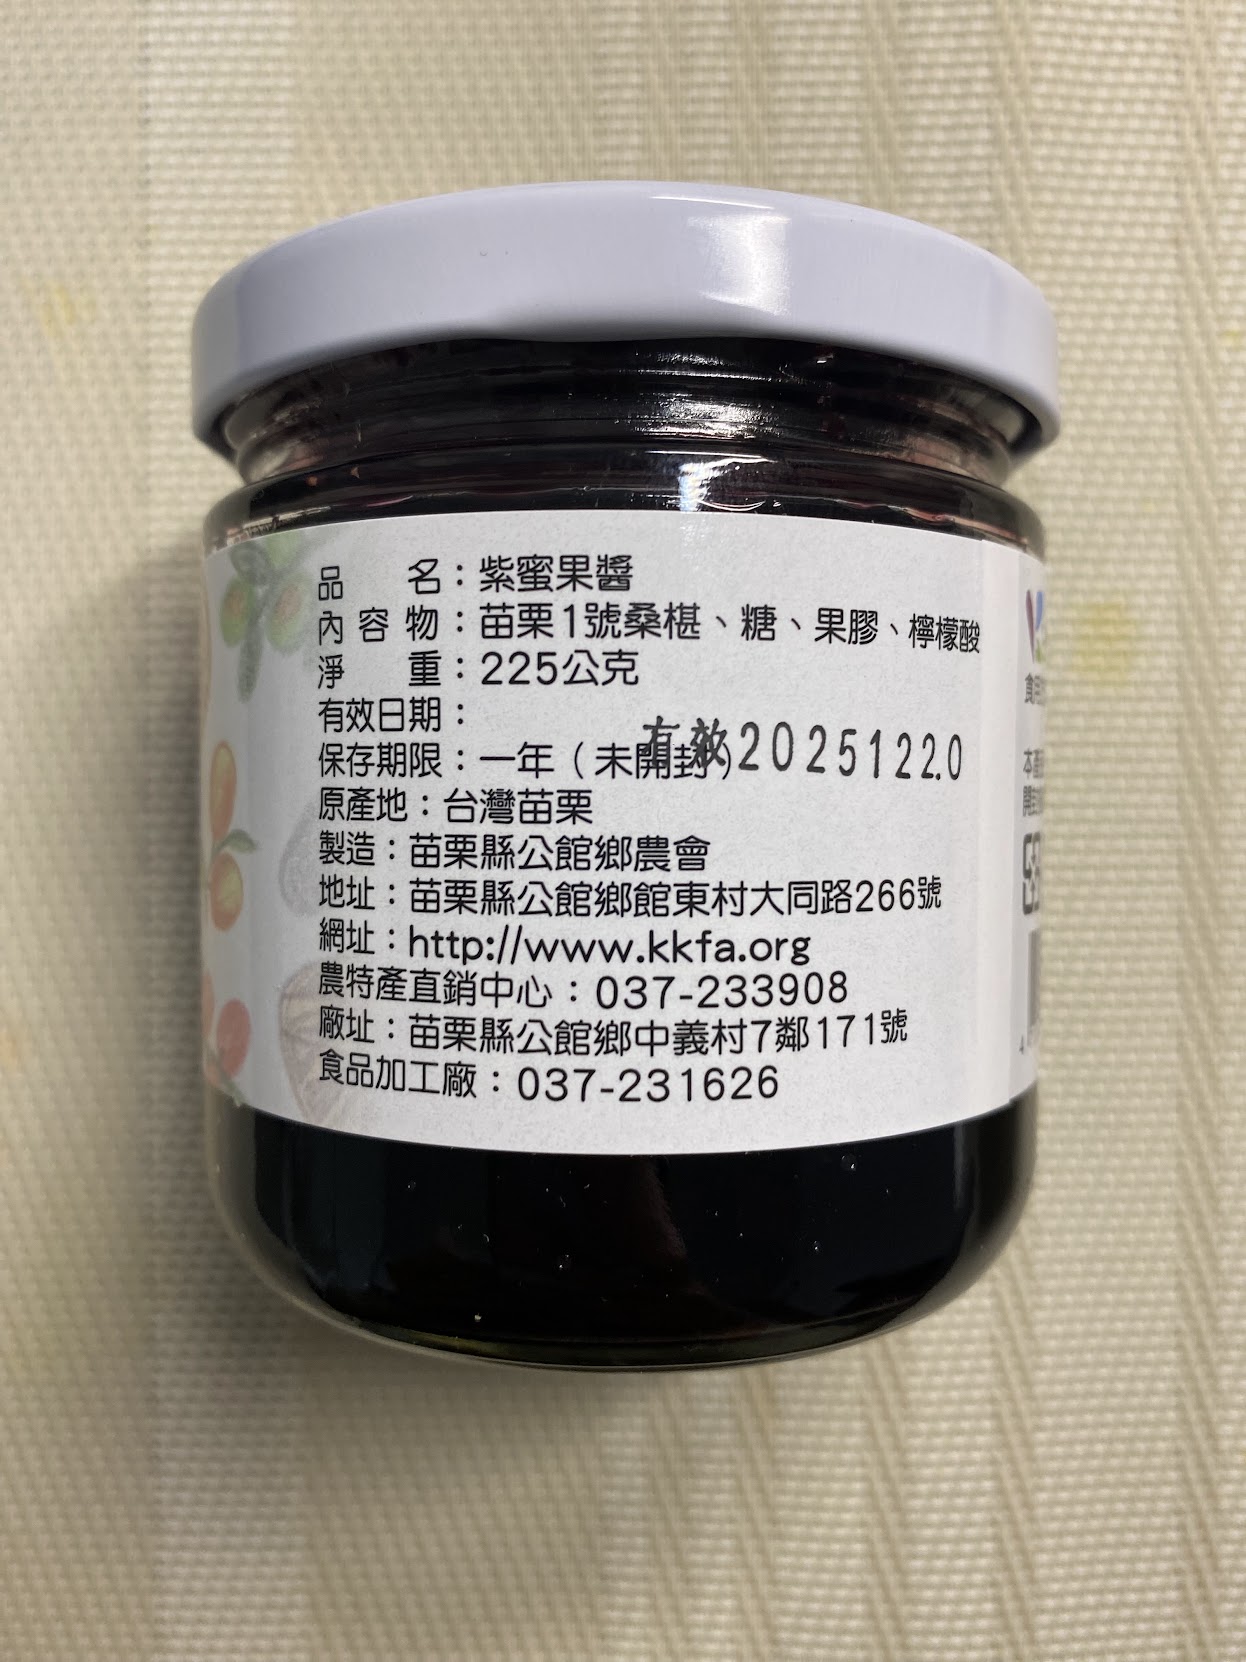 品名：紫蜜果醬
內容物：苗栗1號桑椹、糖、果膠、檸檬酸
淨重：225公克
有效日期：
有效20251220
保存期限：一年（未開封）
原產地：台灣苗栗
製造：苗栗縣公館鄉農會
地址：苗栗縣公館鄉館東村大同路266號
網址：http://www.kkfa.org
農特產直銷中心：037-233908
廠址：苗栗縣公館鄉中義村7鄰171號
食品加工廠：037-231626
食
本產
開封